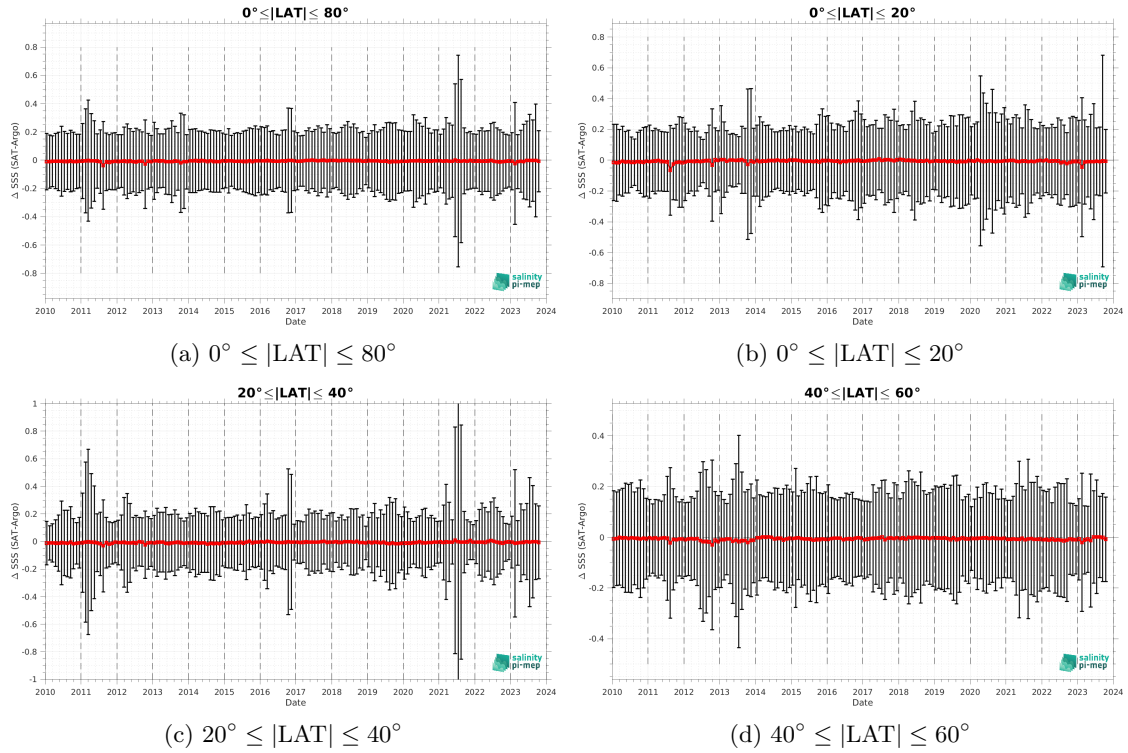 0°≤|LAT|≤ 80°
Δ SSS (SAT-Argo)
0.8
0.6
0.4
0.2
0
-0.2
-0.4
-0.6
-0.8
2010 2011 2012 2013 2014 2015 2016 2017 2018 2019 2020 2021 2022 2023 2024
Date
salinity
pi-mep
(a) 0° ≤ |LAT| ≤ 80°
0°≤|LAT|≤ 20°
Δ SSS (SAT-Argo)
0.8
0.6
0.4
0.2
0
-0.2
-0.4
-0.6
-0.8
2010 2011 2012 2013 2014 2015 2016 2017 2018 2019 2020 2021 2022 2023 2024
Date
salinity
pi-mep
(b) 0° ≤ |LAT| ≤ 20°
20°≤|LAT|≤ 40°
Δ SSS (SAT-Argo)
1
0.8
0.6
0.4
0.2
0
-0.2
-0.4
-0.6
-0.8
-1
2010 2011 2012 2013 2014 2015 2016 2017 2018 2019 2020 2021 2022 2023 2024
Date
salinity
pi-mep
(c) 20° ≤ |LAT| ≤ 40°
40°≤|LAT|≤ 60°
Δ SSS (SAT-Argo)
0.4
0.2
0
-0.2
-0.4
2010 2011 2012 2013 2014 2015 2016 2017 2018 2019 2020 2021 2022 2023 2024
Date
salinity
pi-mep
(d) 40° ≤ |LAT| ≤ 60°